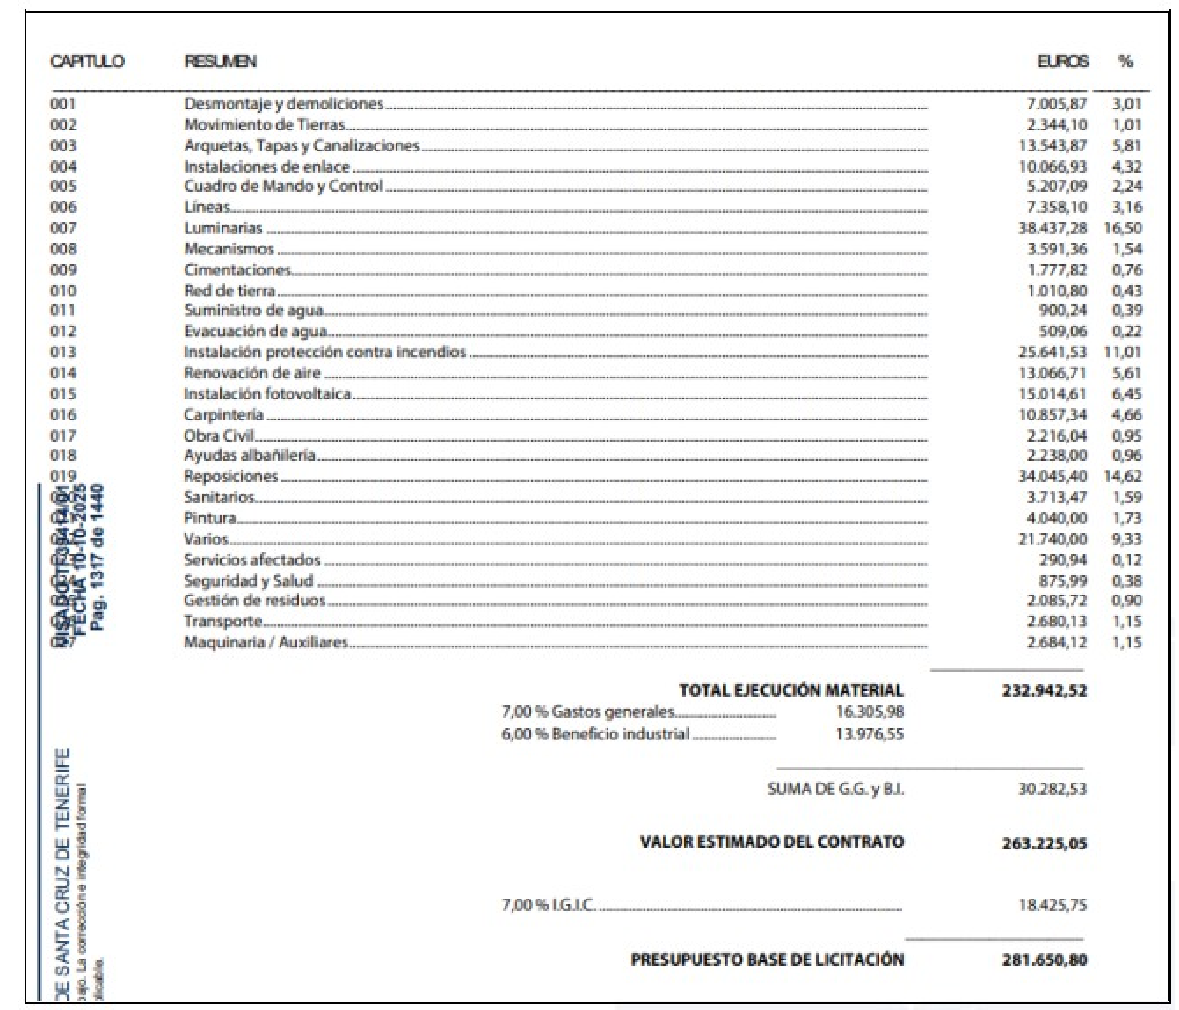 CAPITULO RESUMEN EUROS %
001 Desmontaje y demoliciones 7.005,87 3,01
002 Movimiento de Tierras 2.344,10 1,01
003 Arquetas, Tapas y Canalizaciones 13.543,87 5,81
004 Instalaciones de enlace 10.066,93 4,32
005 Cuadro de Mando y Control 5.207,09 2,24
006 Líneas 7.358,10 3,16
007 Luminarias 38.437,28 16,50
008 Mecanismos 3.591,36 1,54
009 Cimentaciones 1.777,82 0,76
010 Red de tierra 1.010,80 0,43
011 Suministro de agua 900,24 0,39
012 Evacuación de agua 509,06 0,22
013 Instalación protección contra incendios 25.641,53 11,01
014 Renovación de aire 13.066,71 5,61
015 Instalación fotovoltaica 15.014,61 6,45
016 Carpintería 10.857,34 4,66
017 Obra Civil 2.216,04 0,95
018 Ayudas albañilería 2.238,00 0,96
019 Reposiciones 34.045,40 14,62
Sanitarios 3.713,47 1,59
Pintura 4.040,00 1,73
Varios 21.740,00 9,33
Servicios afectados 290,94 0,12
Seguridad y Salud 875,99 0,38
Gestión de residuos 2.085,72 0,90
Transporte 2.680,13 1,15
Maquinaria / Auxiliares 2.684,12 1,15
TOTAL EJECUCIÓN MATERIAL 232.942,52
7,00 % Gastos generales 16.305,98
6,00 % Beneficio industrial 13.976,55
SUMA DE G.G. y B.I. 30.282,53
VALOR ESTIMADO DEL CONTRATO 263.225,05
7,00 % I.G.I.C. 18.425,75
PRESUPUESTO BASE DE LICITACIÓN 281.650,80
FECHA 10-10-2025
Pag. 1317 de 1440
DE SANTA CRUZ DE TENERIFE
La corrección e integridad formal